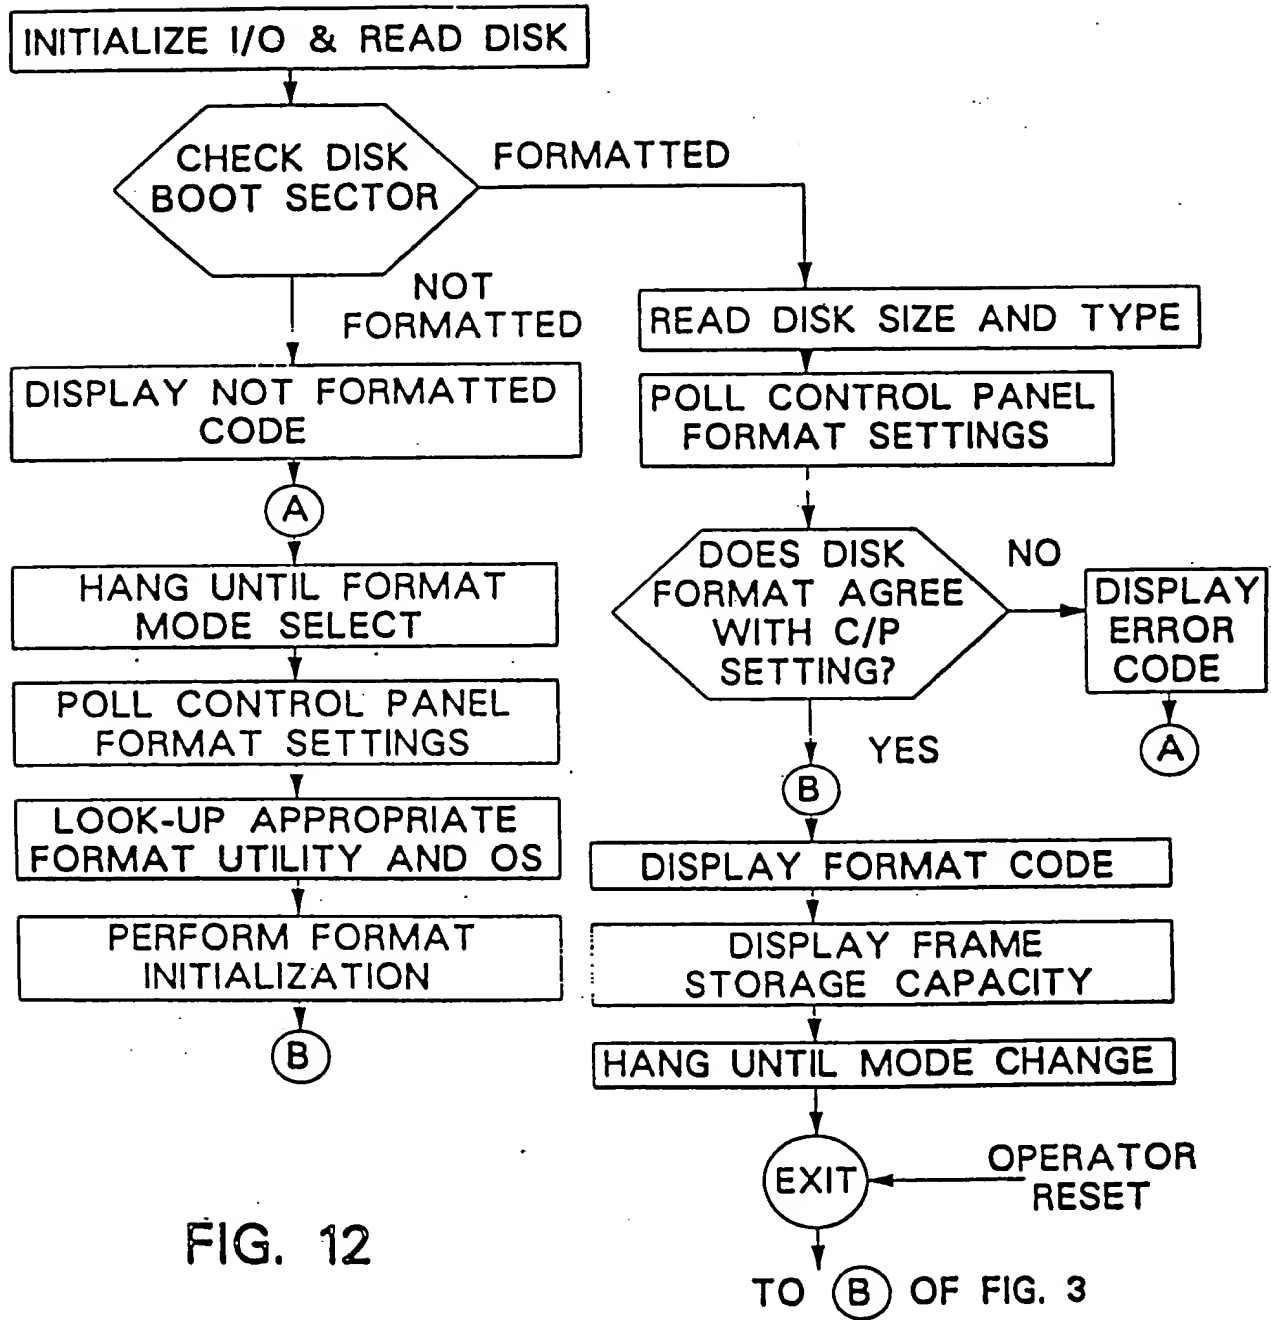 INITIALIZE I/O & READ DISK
CHECK DISK
BOOT SECTOR
FORMATTED
NOT
FORMATTED
DISPLAY NOT FORMATTED
CODE
A
HANG UNTIL FORMAT
MODE SELECT
POLL CONTROL PANEL
FORMAT SETTINGS
LOOK-UP APPROPRIATE
FORMAT UTILITY AND OS
PERFORM FORMAT
INITIALIZATION
B
READ DISK SIZE AND TYPE
POLL CONTROL PANEL
FORMAT SETTINGS
DOES DISK
FORMAT AGREE
WITH C/P
SETTING?
NO
DISPLAY
ERROR
CODE
A
YES
B
DISPLAY FORMAT CODE
DISPLAY FRAME
STORAGE CAPACITY
HANG UNTIL MODE CHANGE
EXIT
OPERATOR
RESET
TO B OF FIG. 3
FIG. 12